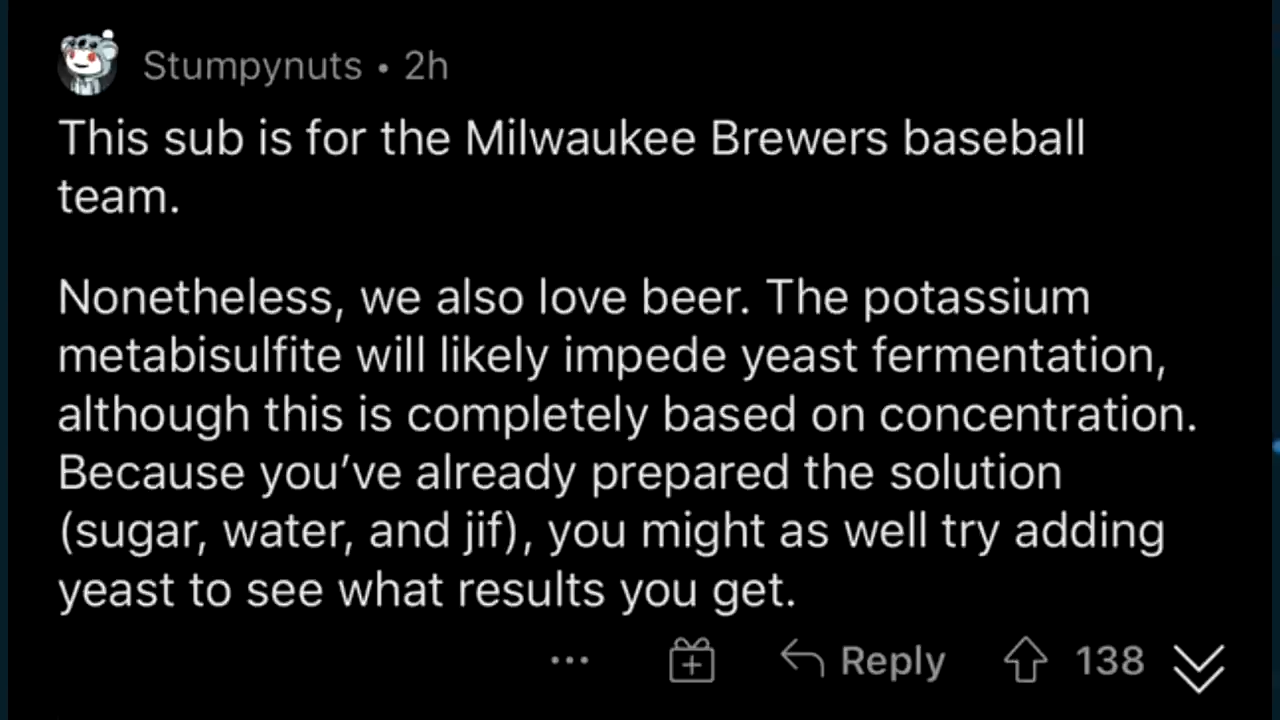 Stumpynuts • 2h
This sub is for the Milwaukee Brewers baseball
team.
Nonetheless, we also love beer. The potassium
metabisulfite will likely impede yeast fermentation,
although this is completely based on concentration.
Because you’ve already prepared the solution
(sugar, water, and jif), you might as well try adding
yeast to see what results you get.
... Reply 138